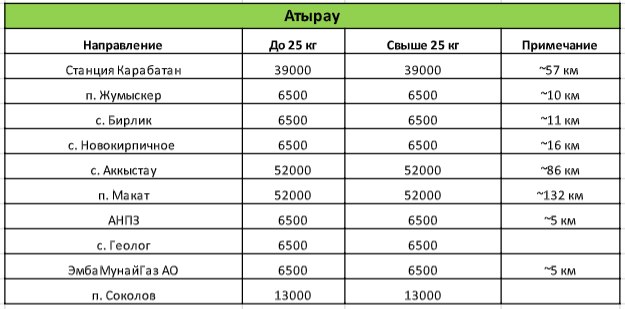 Атырау
Направление До 25 кг Свыше 25 кг Примечание
Станция Карабатан 39000 39000 ~57 км
п. Жумыскер 6500 6500 ~10 км
с. Бирлик 6500 6500 ~11 км
с. Новокирпичное 6500 6500 ~16 км
с. Аккыстау 52000 52000 ~86 км
п. Макат 52000 52000 ~132 км
АНПЗ 6500 6500 ~5 км
с. Геолог 6500 6500
ЭмбаМунайГаз АО 6500 6500 ~5 км
п. Соколов 13000 13000